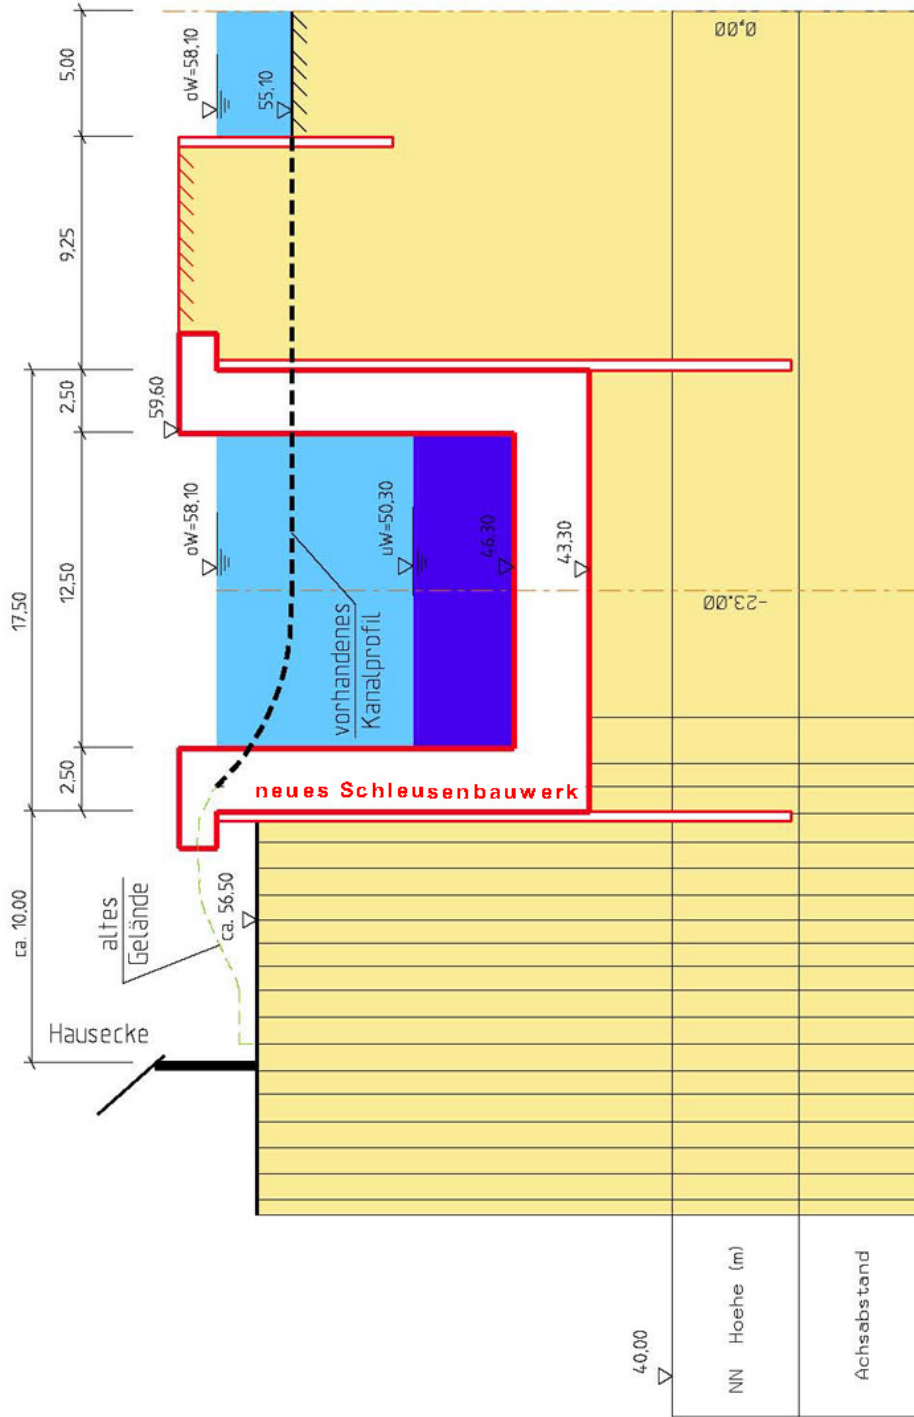 ca. 10,00
17,50
2,50
12,50
2,50
9,25
5,00
Hausecke
altes
Gelände
ca. 56,50
59,60
oW=58,10
oW=58,10
55,10
vorhandenes
Kanalprofil
uW=50,30
46,30
43,30
neues Schleusenbauwerk
40,00
NN Hoehe (m)
-23.00
0,00
Achsabstand